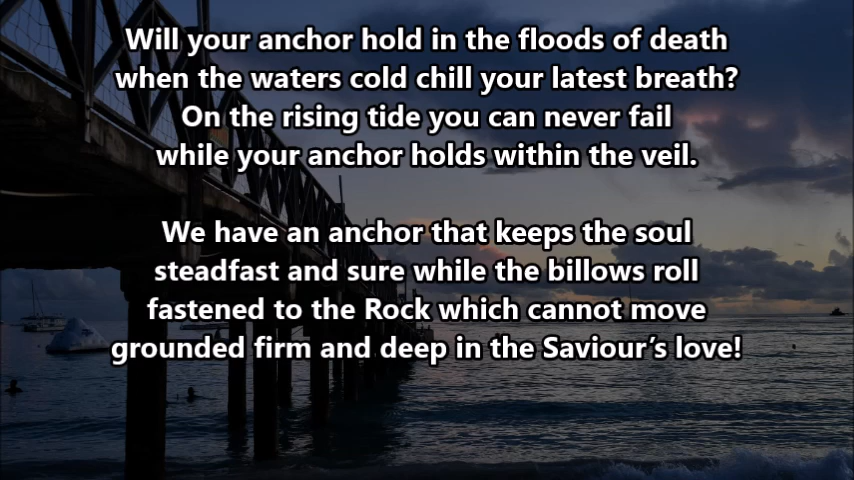 Will your anchor hold in the floods of death
when the waters cold chill your latest breath?
On the rising tide you can never fail
while your anchor holds within the veil.
We have an anchor that keeps the soul
steadfast and sure while the billows roll
fastened to the Rock which cannot move
grounded firm and deep in the Saviour’s love!